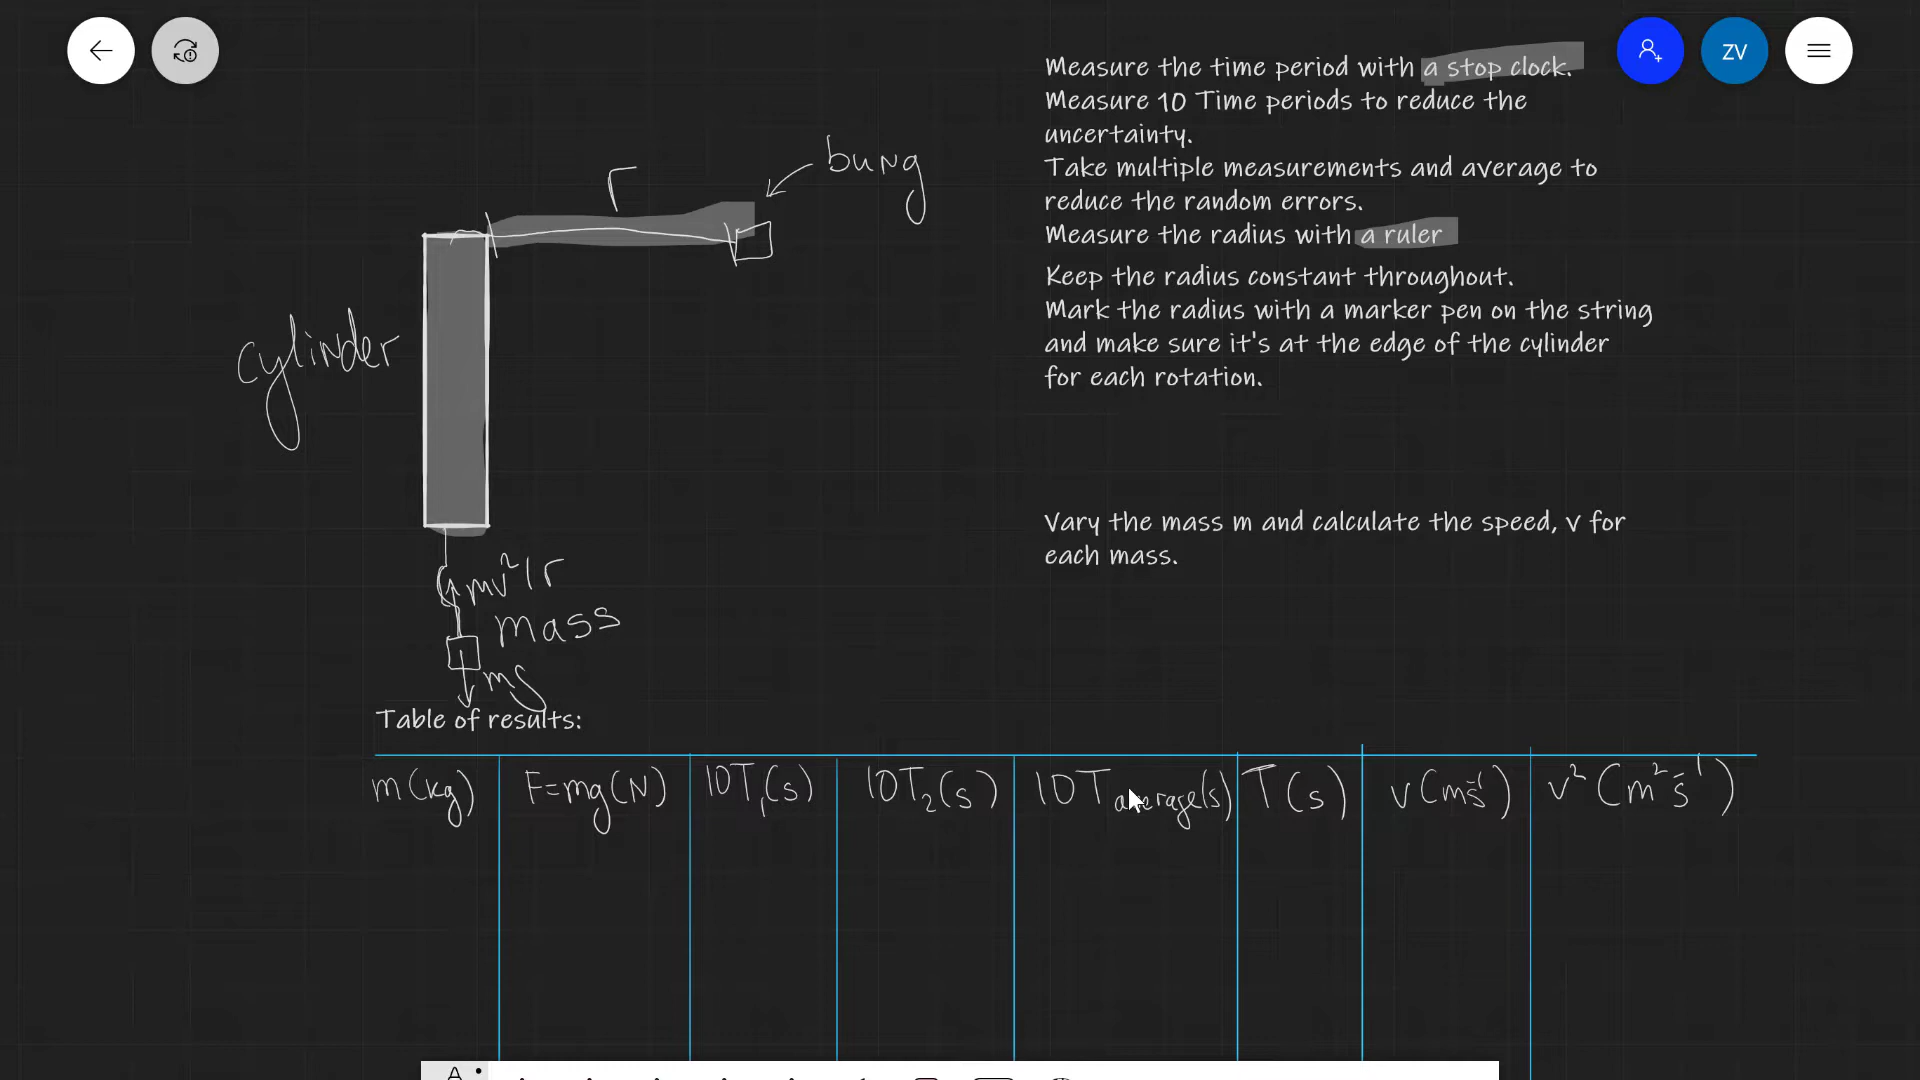 ZV
Measure the time period with a stop clock.
Measure 10 Time periods to reduce the
uncertainty.
Take multiple measurements and average to
reduce the random errors.
Measure the radius with a ruler
Keep the radius constant throughout.
Mark the radius with a marker pen on the string
and make sure it's at the edge of the cylinder
for each rotation.
Vary the mass m and calculate the speed, v for
each mass.
r
bung
cylinder
mv²/r
mass
mg
Table of results:
m(kg) F=mg(N) 10T₁(s) 10T₂(s) 10T average(s) T(s) v(ms⁻¹) v²(m²s⁻¹)